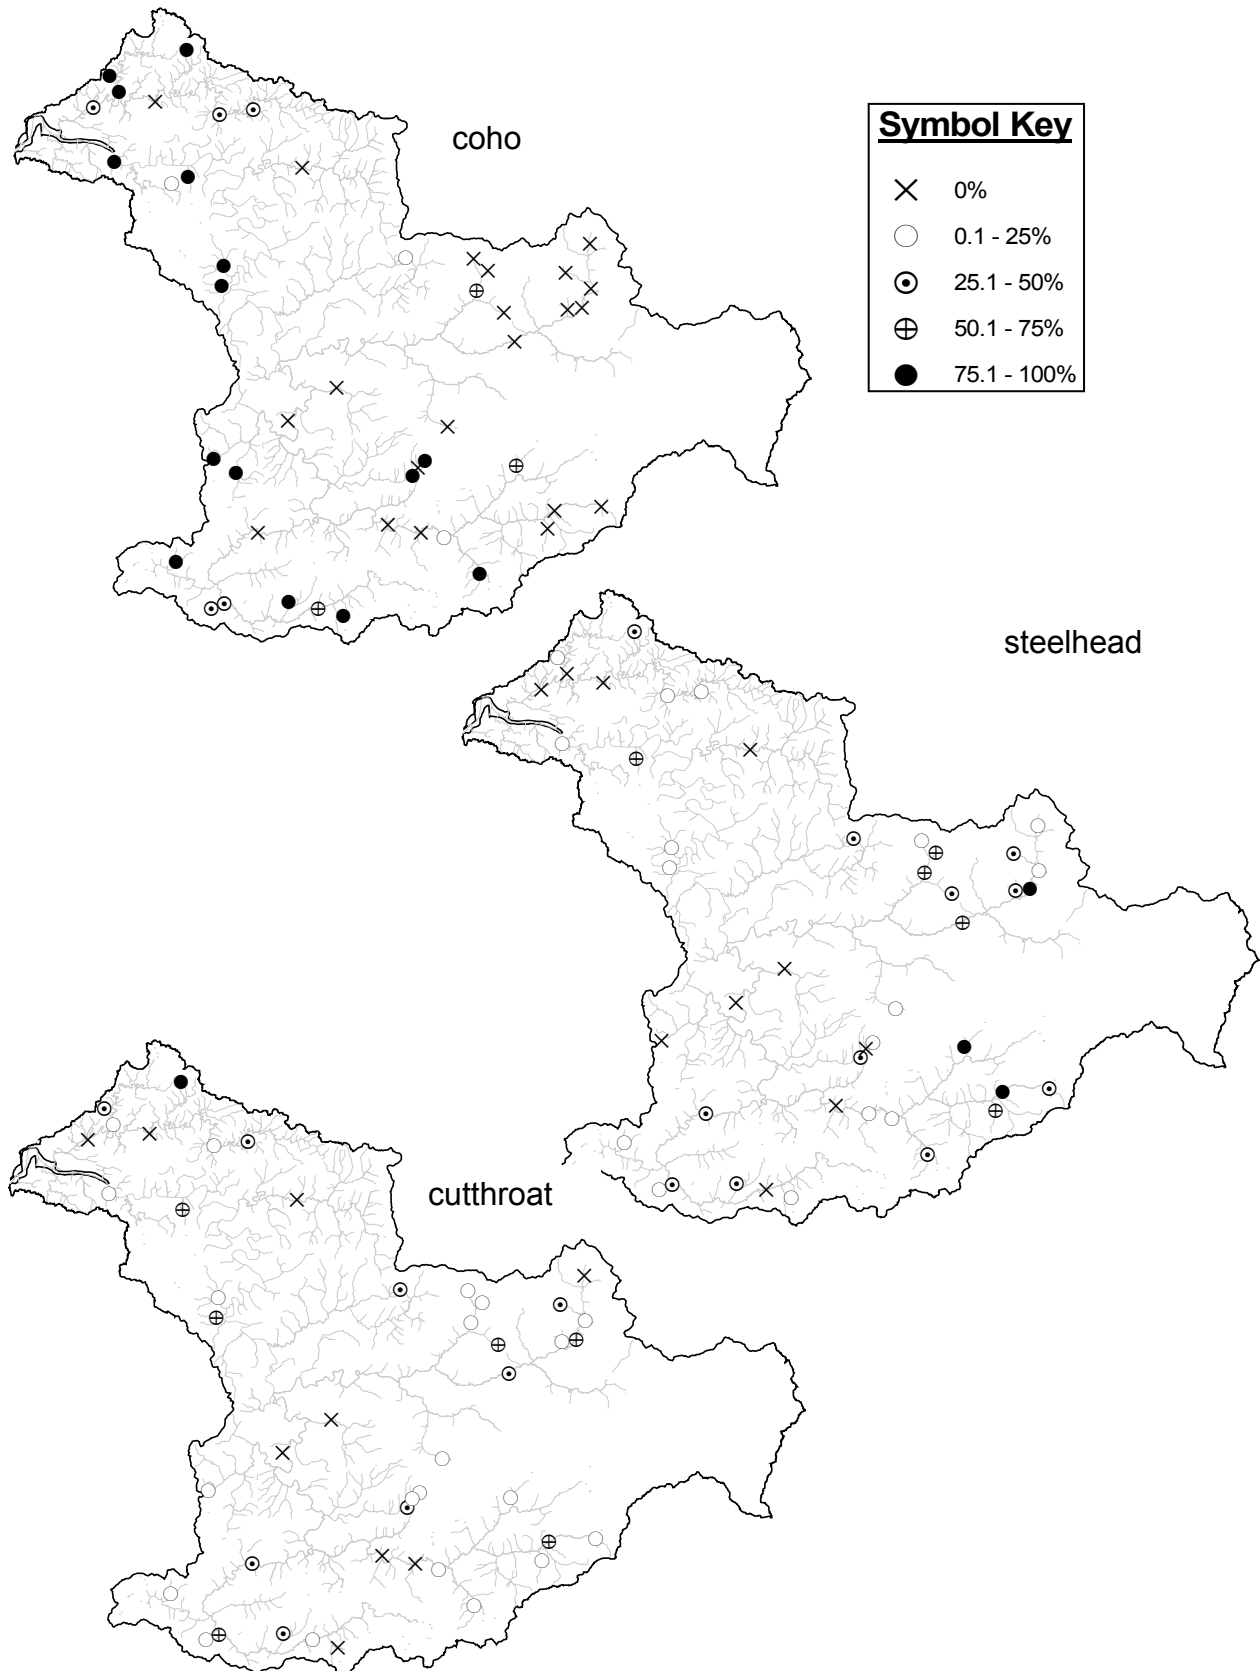 coho
Symbol Key
0%
0.1 - 25%
25.1 - 50%
50.1 - 75%
75.1 - 100%
steelhead
cutthroat